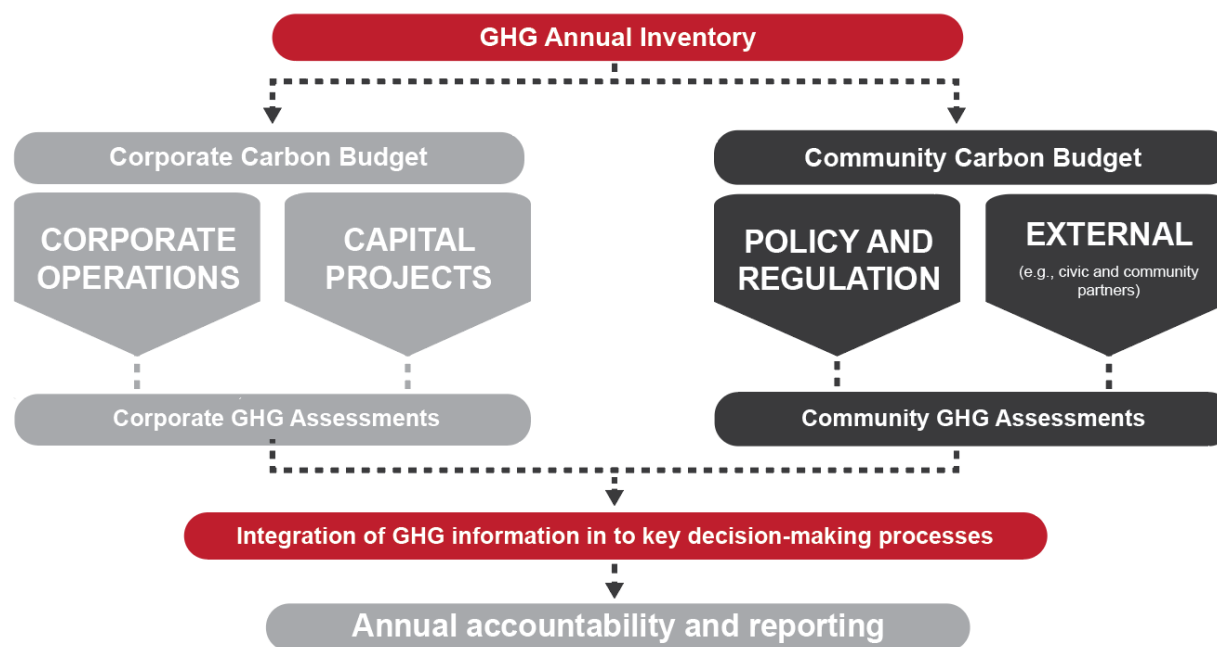 GHG Annual Inventory
Corporate Carbon Budget
CORPORATE
OPERATIONS
CAPITAL
PROJECTS
Corporate GHG Assessments
Community Carbon Budget
POLICY AND
REGULATION
EXTERNAL
(e.g., civic and community
partners)
Community GHG Assessments
Integration of GHG information in to key decision-making processes
Annual accountability and reporting